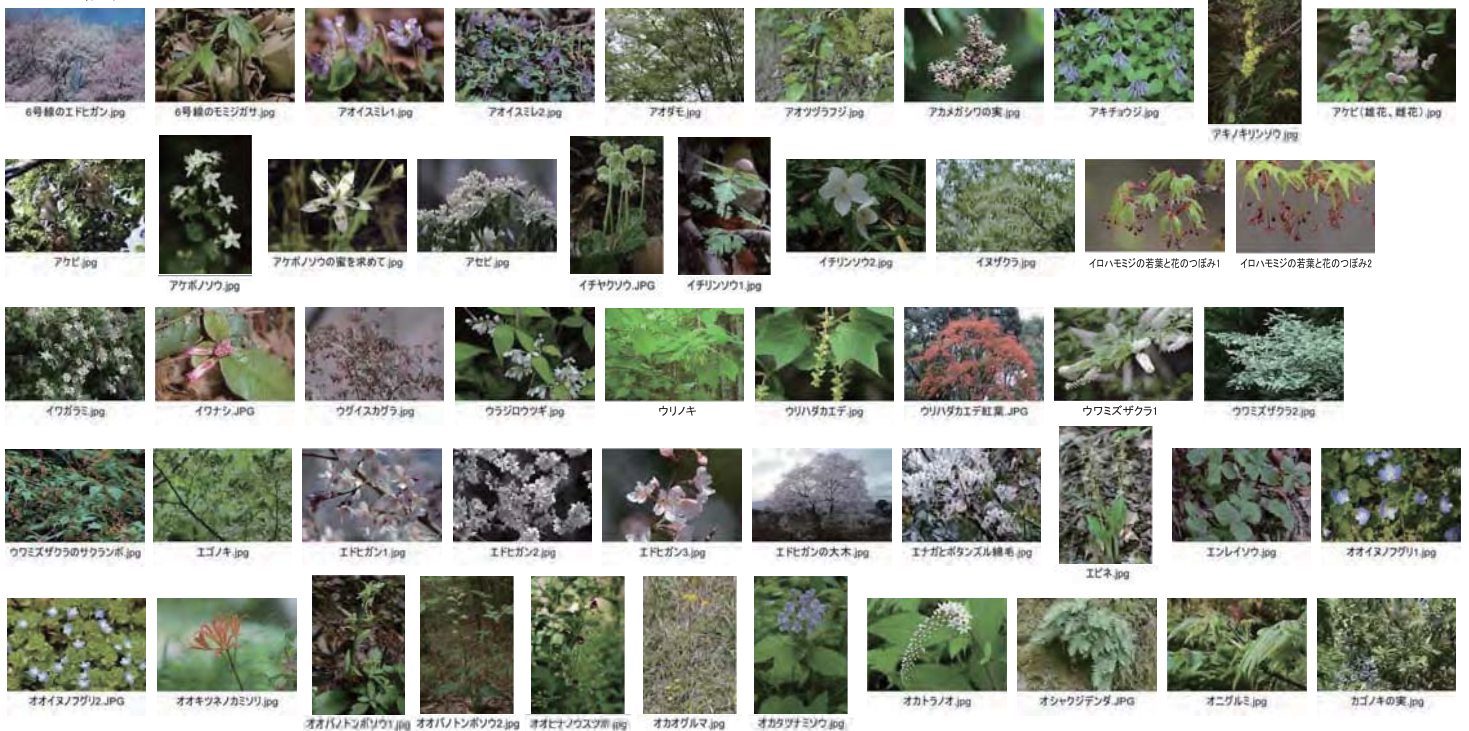 6号線のエドヒガン.jpg
6号線のモミジガサ.jpg
アオイスミレ1.jpg
アオイスミレ2.jpg
アオダモ.jpg
アオツヅラフジ.jpg
アカメガシワの実.jpg
アキチョウジ.jpg
アキノキリンソウ.jpg
アケビ(雄花、雌花).jpg
アケビ.jpg
アケボノソウ.jpg
アケボノソウの蜜を求めて.jpg
アセビ.jpg
イチヤクソウ.JPG
イチリンソウ1.jpg
イチリンソウ2.jpg
イヌザクラ.jpg
イロハモミジの若葉と花のつぼみ1
イロハモミジの若葉と花のつぼみ2
イワガラミ.jpg
イワナシ.JPG
ウグイスカグラ.jpg
ウラジロウツギ.jpg
ウリノキ
ウリハダカエデ.jpg
ウリハダカエデ紅葉.JPG
ウワミズザクラ1
ウワミズザクラ2.jpg
ウワミズザクラのサクランボ.jpg
エゴノキ.jpg
エドヒガン1.jpg
エドヒガン2.jpg
エドヒガン3.jpg
エドヒガンの大木.jpg
エナガとボタンズル綿毛.jpg
エビネ.jpg
エンレイソウ.jpg
オオイヌノフグリ1.jpg
オオイヌノフグリ2.JPG
オオキツネノカミソリ.jpg
オオバノトンボソウ1.jpg
オオバノトンボソウ2.jpg
オオヒナノウスツボ.jpg
オカオグルマ.jpg
オカタツナミソウ.jpg
オカトラノオ.jpg
オシャクジデンダ.JPG
オニグルミ.jpg
カゴノキの実.jpg